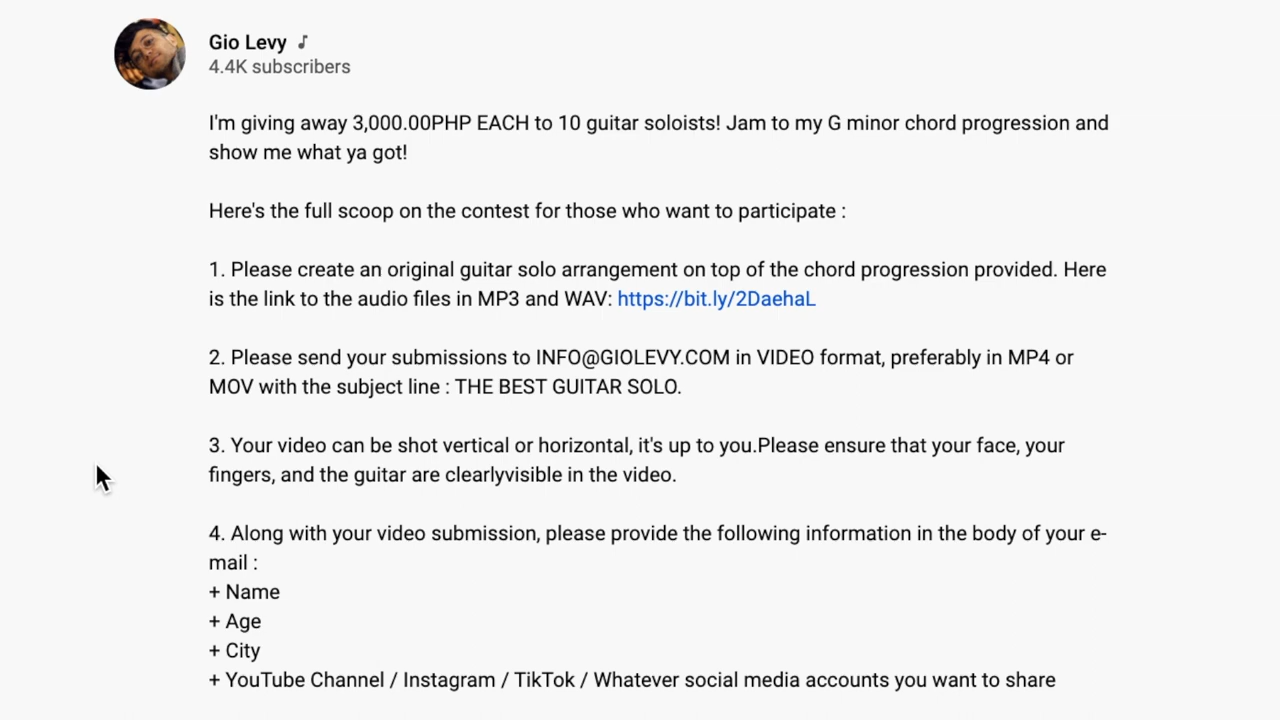 Gio Levy ♪
4.4K subscribers
I'm giving away 3,000.00PHP EACH to 10 guitar soloists! Jam to my G minor chord progression and
show me what ya got!
Here's the full scoop on the contest for those who want to participate :
1. Please create an original guitar solo arrangement on top of the chord progression provided. Here
is the link to the audio files in MP3 and WAV: https://bit.ly/2DaehaL
2. Please send your submissions to INFO@GIOLEVY.COM in VIDEO format, preferably in MP4 or
MOV with the subject line : THE BEST GUITAR SOLO.
3. Your video can be shot vertical or horizontal, it's up to you.Please ensure that your face, your
fingers, and the guitar are clearlyvisible in the video.
4. Along with your video submission, please provide the following information in the body of your e-
mail :
+ Name
+ Age
+ City
+ YouTube Channel / Instagram / TikTok / Whatever social media accounts you want to share